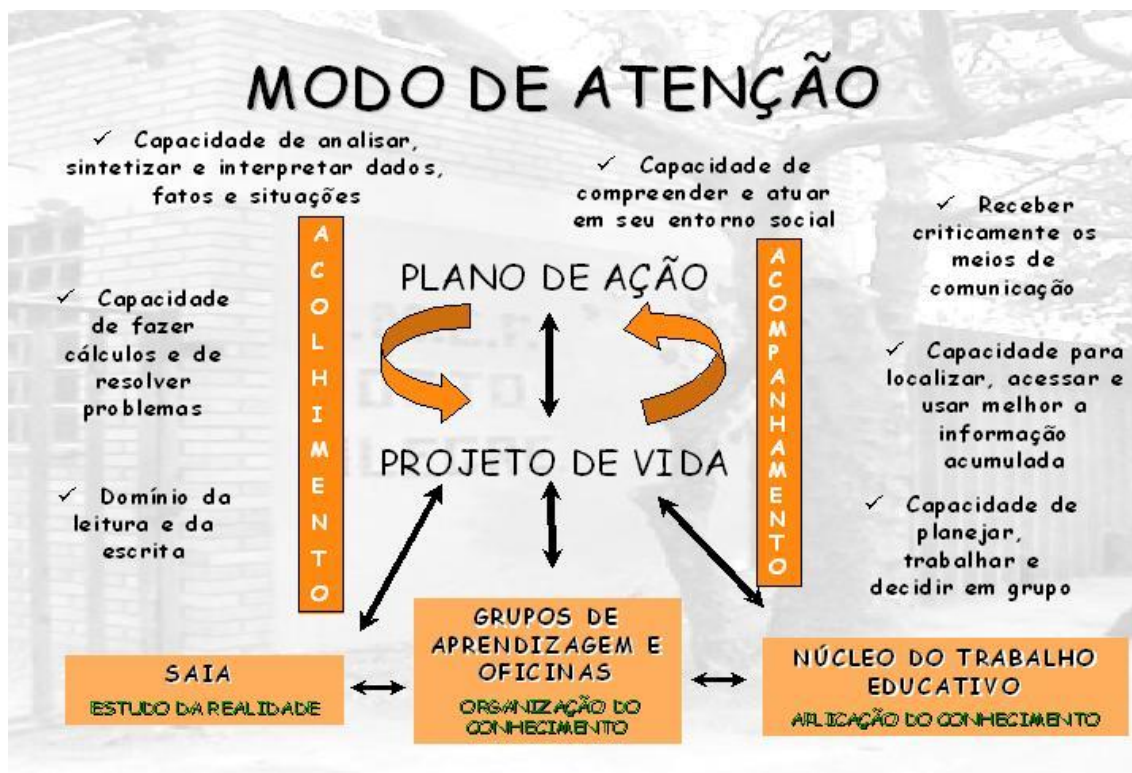 MODO DE ATENÇÃO
✓ Capacidade de analisar,
sintetizar e interpretar dados,
fatos e situações
✓ Capacidade de
compreender e atuar
em seu entorno social
✓ Receber
criticamente os
meios de
comunicação
✓ Capacidade
de fazer
cálculos e de
resolver
problemas
✓ Domínio da
leitura e da
escrita
ACOLHIMENTO
PLANO DE AÇÃO
PROJETO DE VIDA
ACOMPANHAMENTO
✓ Capacidade para
localizar, acessar e
usar melhor a
informação
acumulada
✓ Capacidade de
planejar,
trabalhar e
decidir em grupo
SAIA
ESTUDO DA REALIDADE
GRUPOS DE
APRENDIZAGEM E
OFICINAS
ORGANIZAÇÃO DO
CONHECIMENTO
NÚCLEO DO TRABALHO
EDUCATIVO
APLICAÇÃO DO CONHECIMENTO